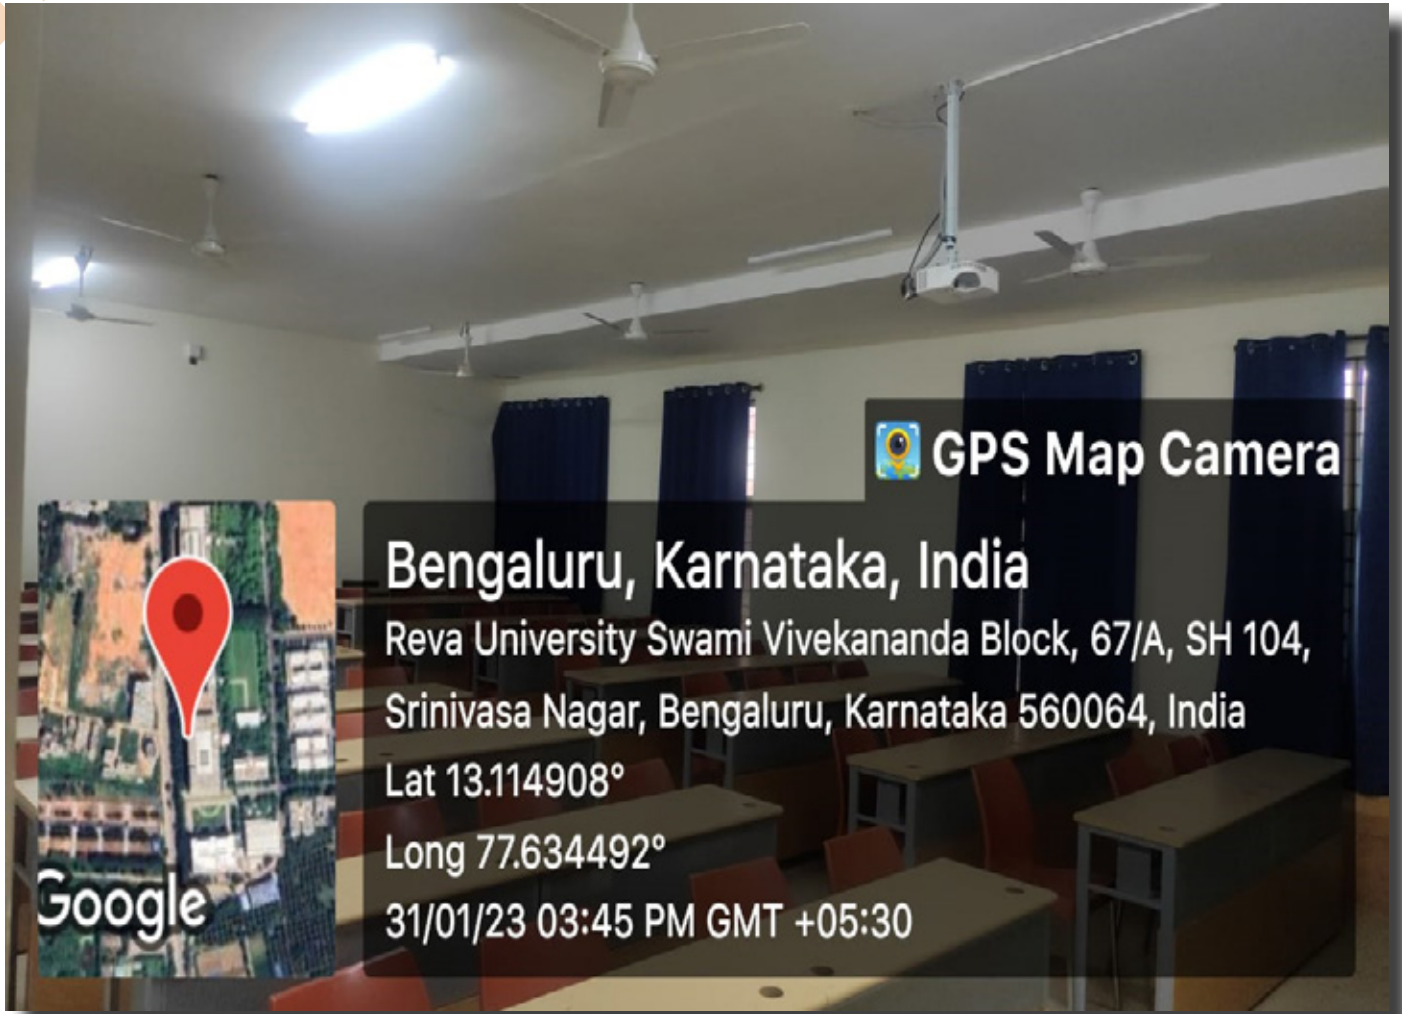 GPS Map Camera
Bengaluru, Karnataka, India
Reva University Swami Vivekananda Block, 67/A, SH 104,
Srinivasa Nagar, Bengaluru, Karnataka 560064, India
Lat 13.114908°
Long 77.634492°
31/01/23 03:45 PM GMT +05:30
Google